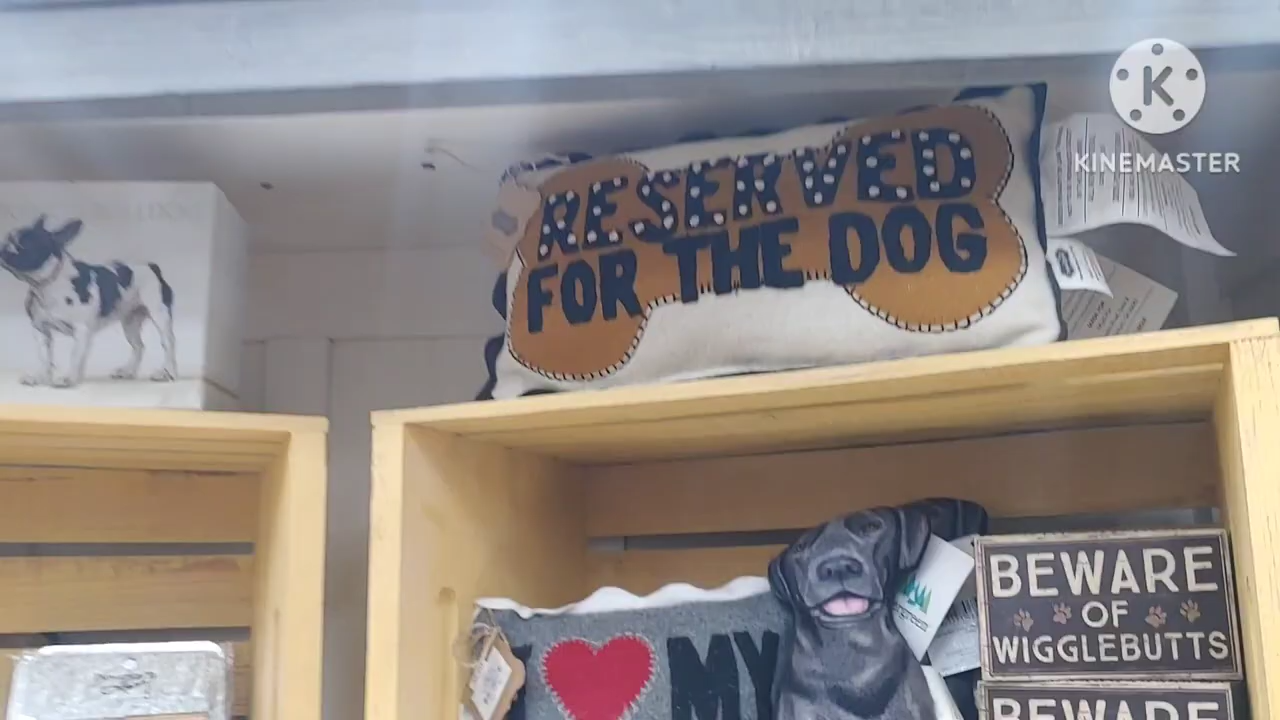 K
KINEMASTER
RESERVED
FOR THE DOG
I ❤ MY
BEWARE
OF
WIGGLEBUTTS
BEWARE